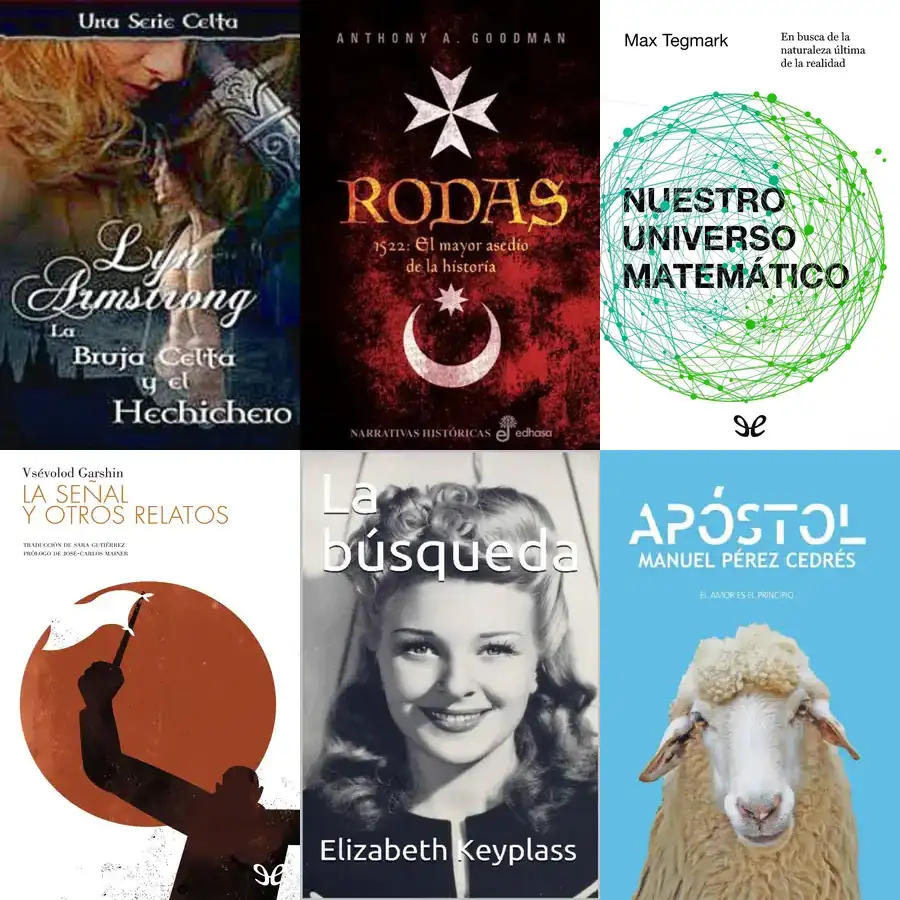 Una Serie Celta
Lyn
Armstrong
La
Bruja Celta
y el
Hechichero
ANTHONY A. GOODMAN
RODAS
1522: El mayor asedio
de la historia
NARRATIVAS HISTÓRICAS edhasa
Max Tegmark
En busca de la
naturaleza última
de la realidad
NUESTRO
UNIVERSO
MATEMÁTICO
Vsévolod Garshin
LA SEÑAL
Y OTROS RELATOS
TRADUCCIÓN DE SARA GUTIÉRREZ
PRÓLOGO DE JOSÉ-CARLOS MAINER
La
búsqueda
Elizabeth Keyplass
APÓSTOL
MANUEL PÉREZ CEDRÉS
EL AMOR ES EL PRINCIPIO